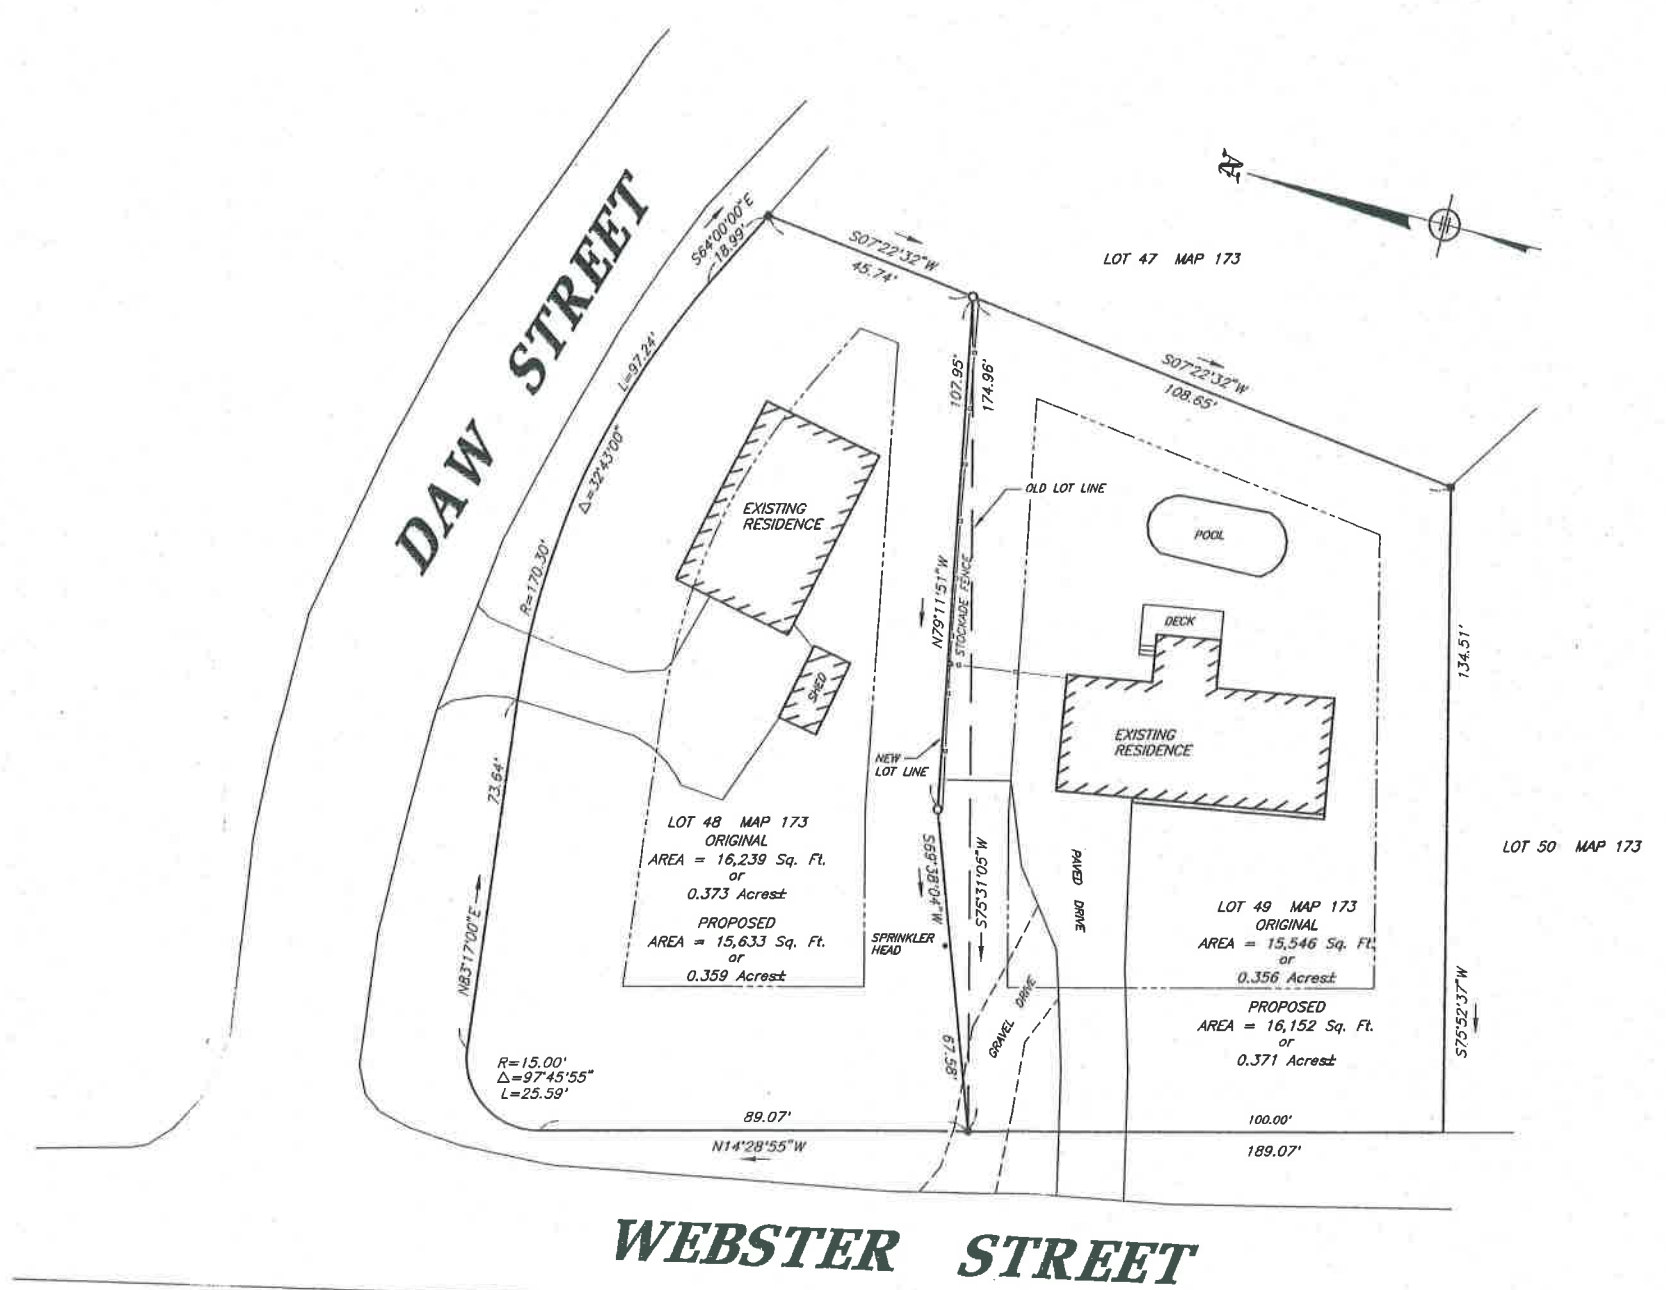 DAW STREET
N
LOT 47 MAP 173
S64°00'00"E
18.99'
S07°22'32"W
45.74'
S07°22'32"W
108.65'
L=97.24'
Δ=32°43'00"
R=170.30'
107.95'
174.96'
OLD LOT LINE
EXISTING
RESIDENCE
POOL
N79°11'51"W
STOCKADE FENCE
DECK
134.51'
SHED
EXISTING
RESIDENCE
NEW
LOT LINE
73.64'
LOT 48 MAP 173
ORIGINAL
AREA = 16,239 Sq. Ft.
or
0.373 Acres±
PROPOSED
AREA = 15,633 Sq. Ft.
or
0.359 Acres±
S69°38'04"W
S75°31'05"W
PAVED DRIVE
LOT 50 MAP 173
LOT 49 MAP 173
ORIGINAL
AREA = 15,546 Sq. Ft.
or
0.356 Acres±
PROPOSED
AREA = 16,152 Sq. Ft.
or
0.371 Acres±
SPRINKLER
HEAD
N83°17'00"E
GRAVEL DRIVE
S75°52'37"W
67.58'
R=15.00'
Δ=97°45'55"
L=25.59'
89.07'
100.00'
N14°28'55"W
189.07'
WEBSTER STREET